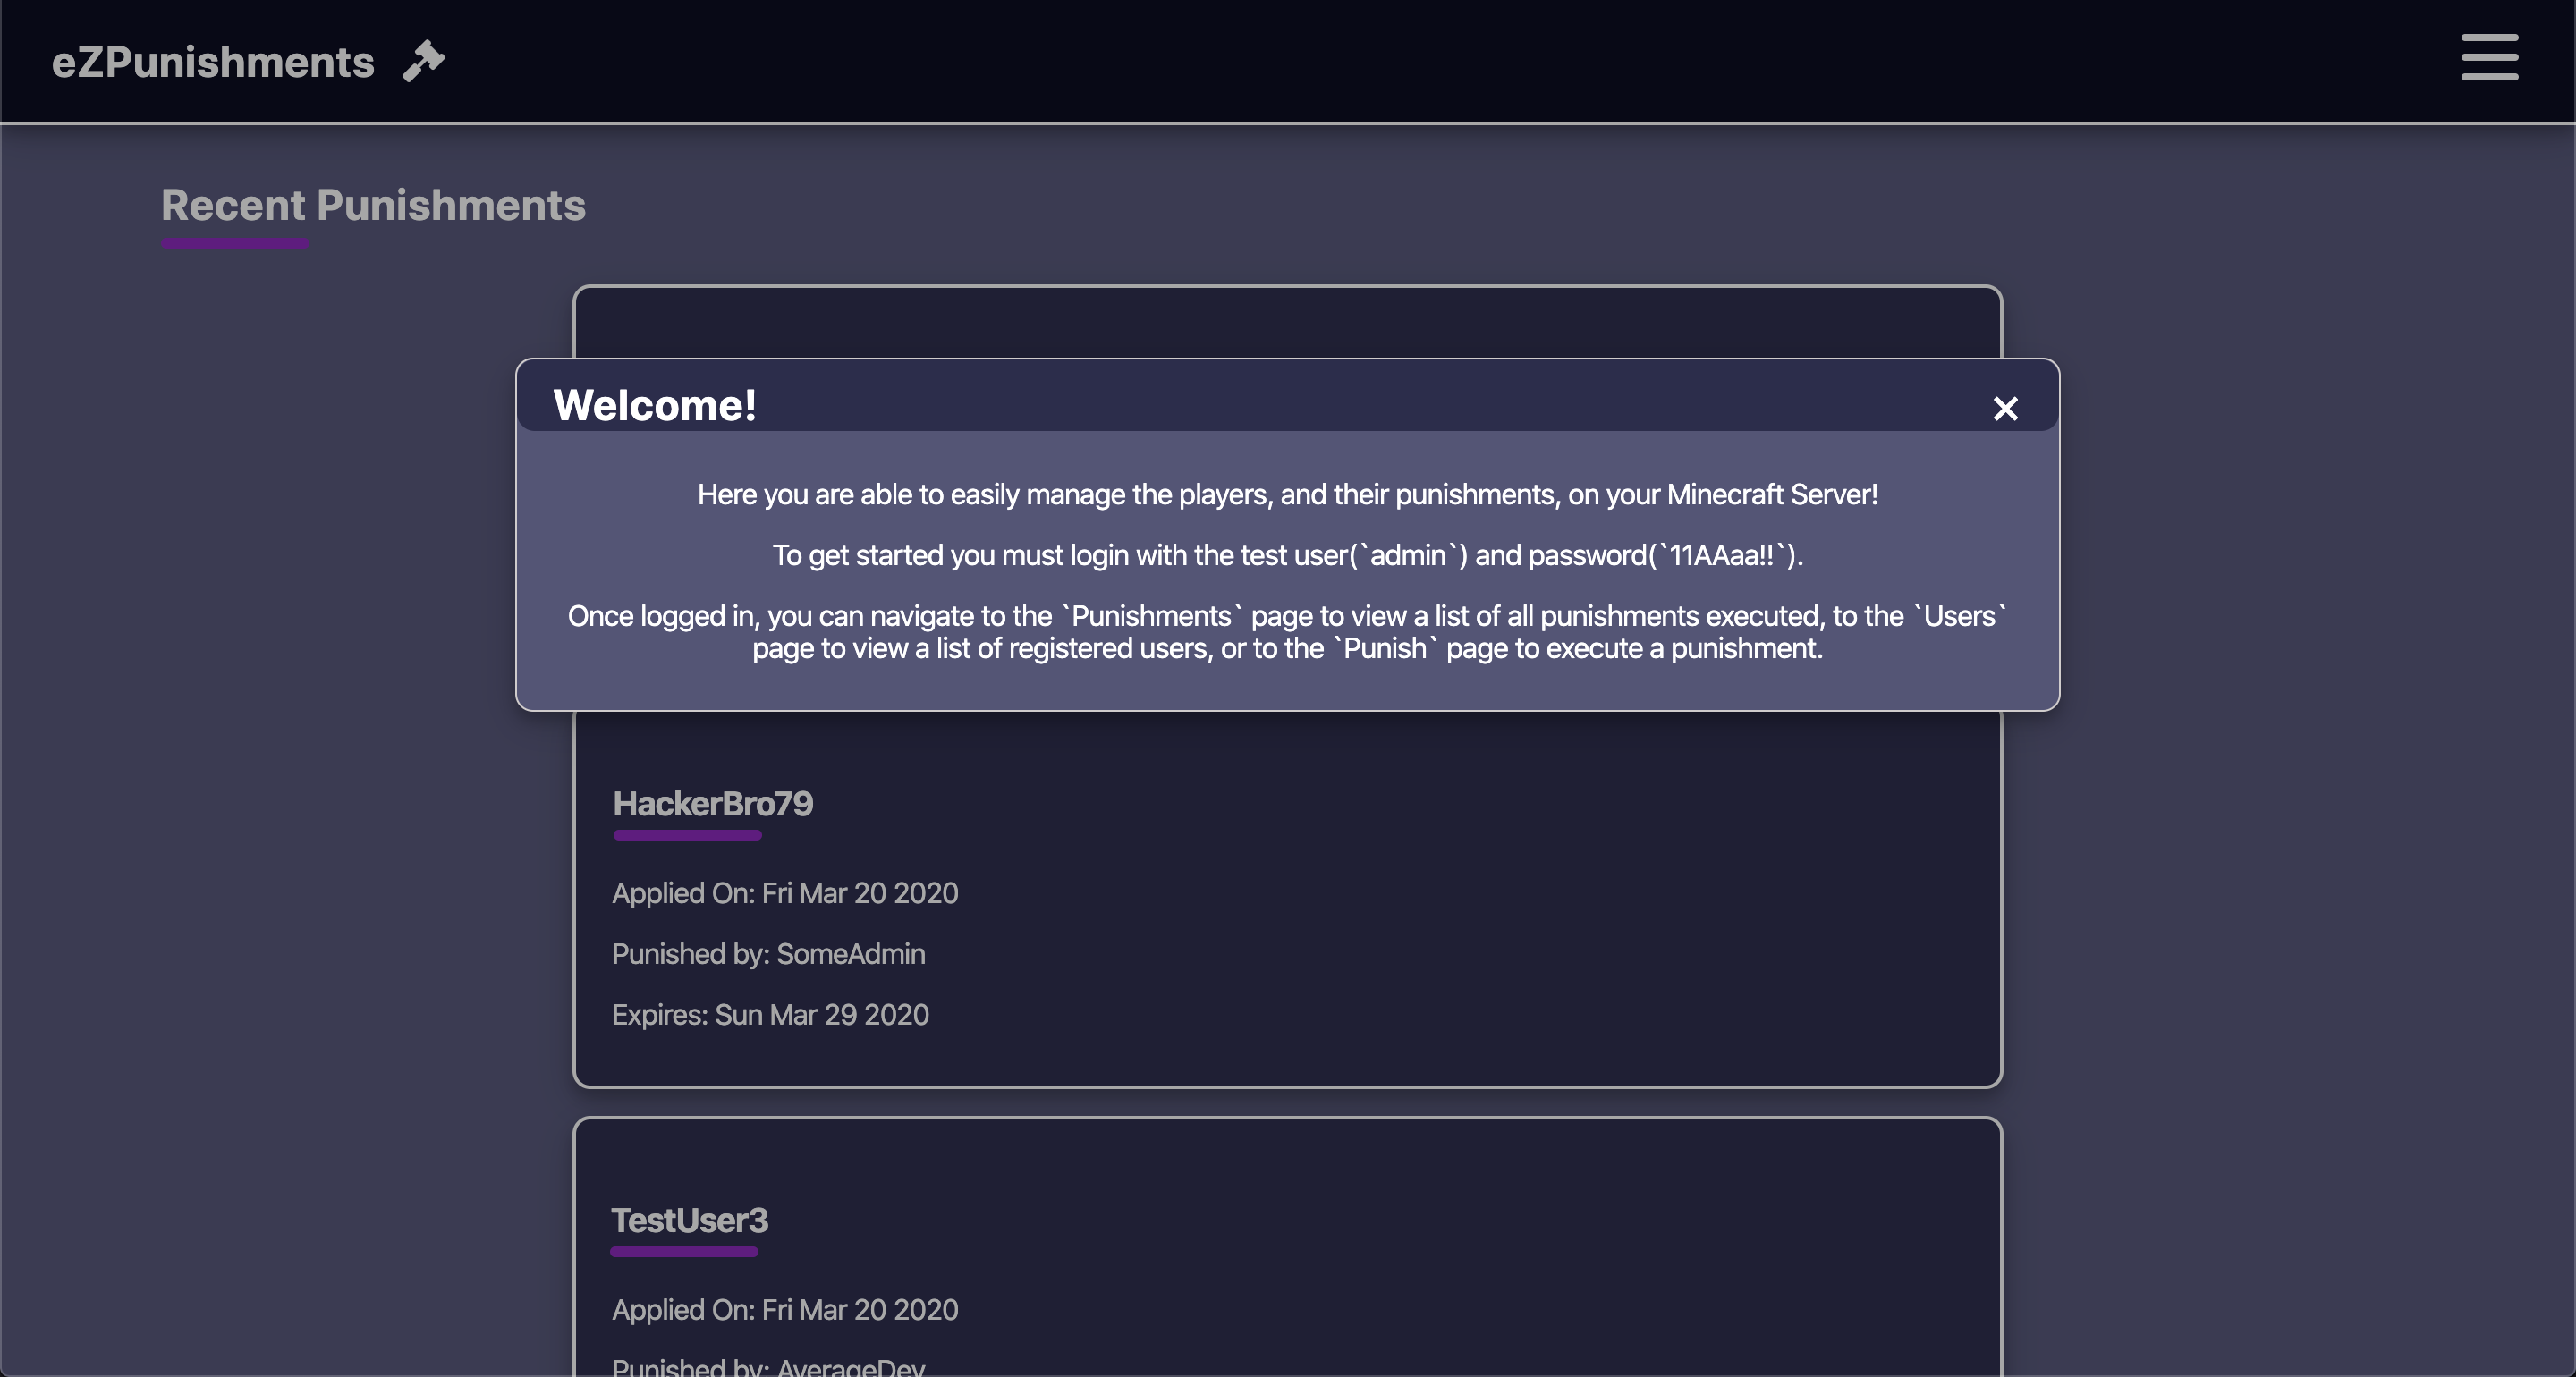 eZPunishments
Recent Punishments
Welcome!
Here you are able to easily manage the players, and their punishments, on your Minecraft Server!
To get started you must login with the test user(`admin`) and password(`11AAaa!!`).
Once logged in, you can navigate to the `Punishments` page to view a list of all punishments executed, to the `Users`
page to view a list of registered users, or to the `Punish` page to execute a punishment.
HackerBro79
Applied On: Fri Mar 20 2020
Punished by: SomeAdmin
Expires: Sun Mar 29 2020
TestUser3
Applied On: Fri Mar 20 2020
Punished by: AverageDev